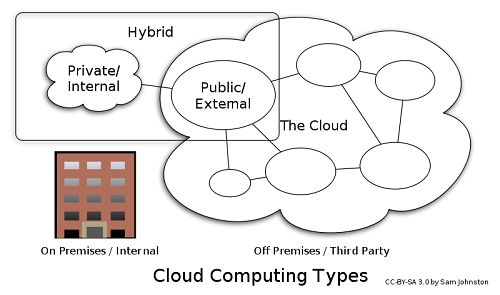 Hybrid
Private/
Internal
Public/
External
The Cloud
On Premises / Internal
Off Premises / Third Party
Cloud Computing Types
CC-BY-SA 3.0 by Sam Johnston